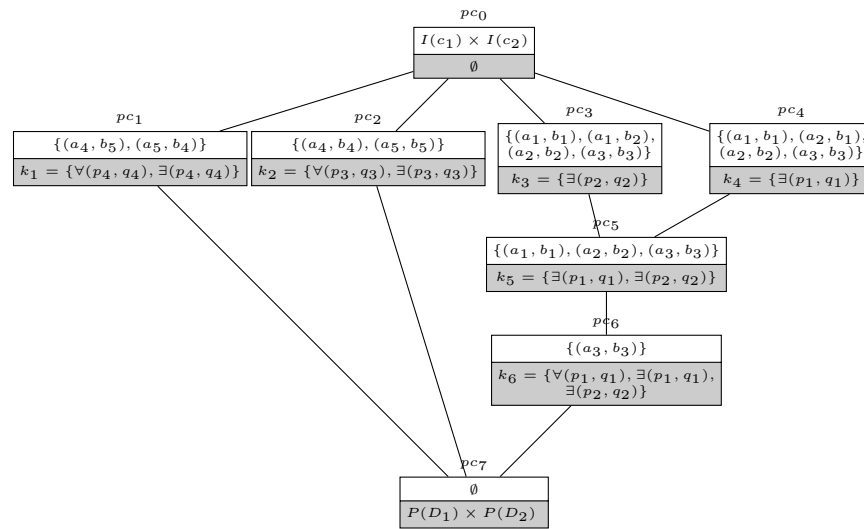 pc₀
I(c₁) × I(c₂)
∅
pc₁
{(a₄, b₅), (a₅, b₄)}
k₁ = {∀(p₄, q₄), ∃(p₄, q₄)}
pc₂
{(a₄, b₄), (a₅, b₅)}
k₂ = {∀(p₃, q₃), ∃(p₃, q₃)}
pc₃
{(a₁, b₁), (a₁, b₂),
(a₂, b₂), (a₃, b₃)}
k₃ = {∃(p₂, q₂)}
pc₄
{(a₁, b₁), (a₂, b₁),
(a₂, b₂), (a₃, b₃)}
k₄ = {∃(p₁, q₁)}
pc₅
{(a₁, b₁), (a₂, b₂), (a₃, b₃)}
k₅ = {∃(p₁, q₁), ∃(p₂, q₂)}
pc₆
{(a₃, b₃)}
k₆ = {∀(p₁, q₁), ∃(p₁, q₁),
∃(p₂, q₂)}
pc₇
∅
P(D₁) × P(D₂)